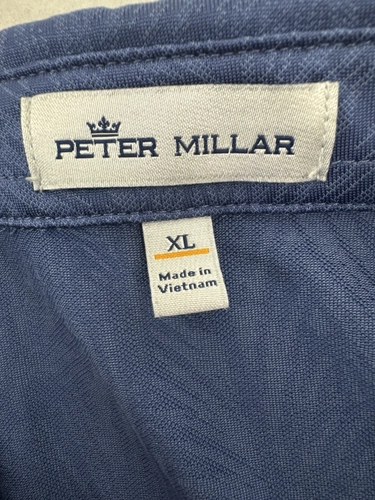 PETER MILLAR
XL
Made in
Vietnam